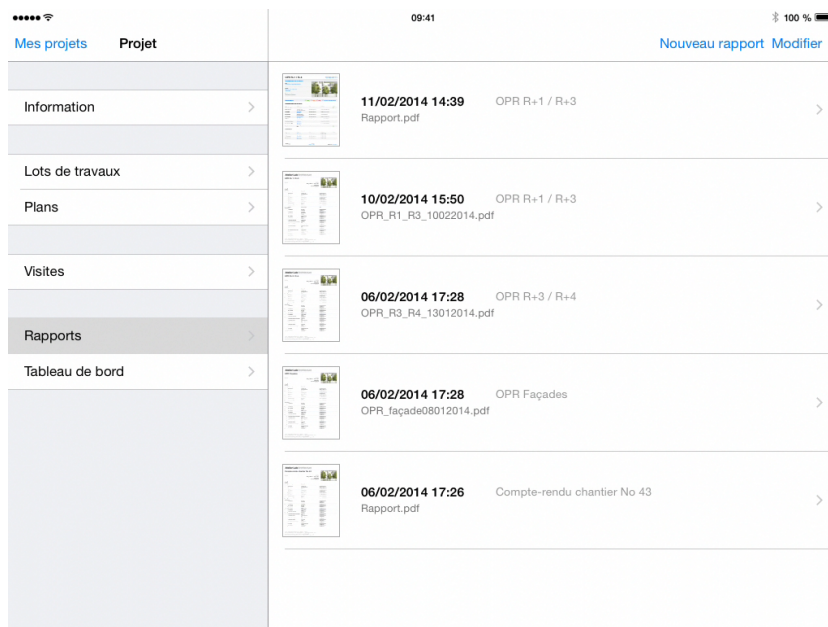 09:41
100 %
Mes projets
Projet
Nouveau rapport
Modifier
Information
Lots de travaux
Plans
Visites
Rapports
Tableau de bord
11/02/2014 14:39
OPR R+1 / R+3
Rapport.pdf
10/02/2014 15:50
OPR R+1 / R+3
OPR_R1_R3_10022014.pdf
06/02/2014 17:28
OPR R+3 / R+4
OPR_R3_R4_13012014.pdf
06/02/2014 17:28
OPR Façades
OPR_façade08012014.pdf
06/02/2014 17:26
Compte-rendu chantier No 43
Rapport.pdf